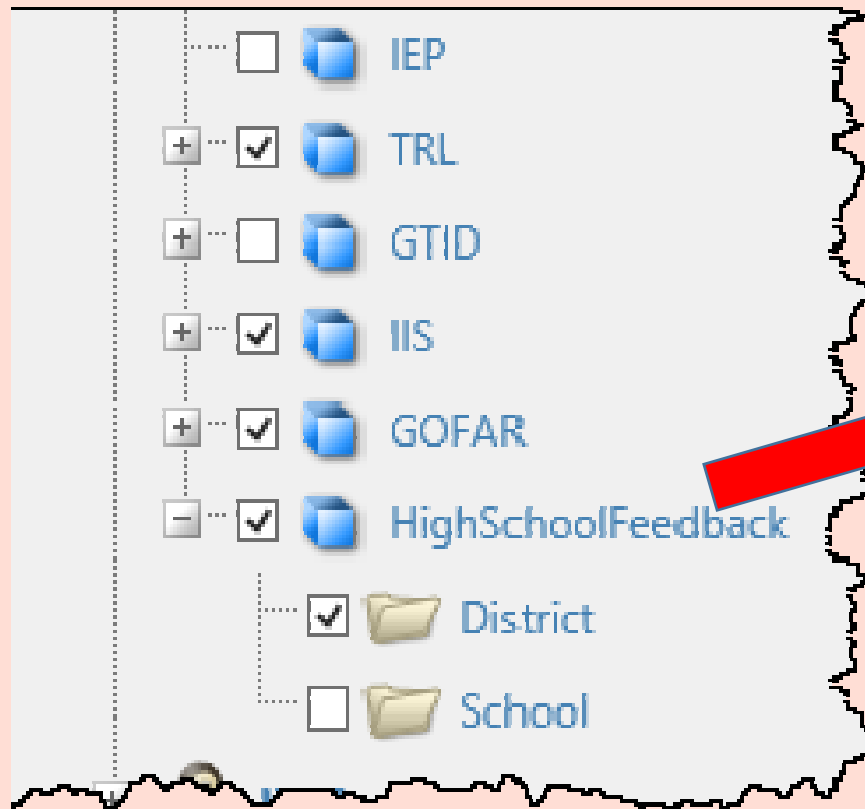 IEP
TRL
GTID
IIS
GOFAR
HighSchoolFeedback
District
School